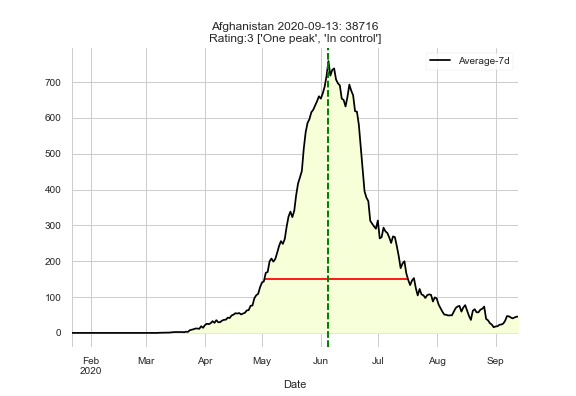 Afghanistan 2020-09-13: 38716
Rating:3 ['One peak', 'In control']
Average-7d
700
600
500
400
300
200
100
0
Feb Mar Apr May Jun Jul Aug Sep
2020
Date